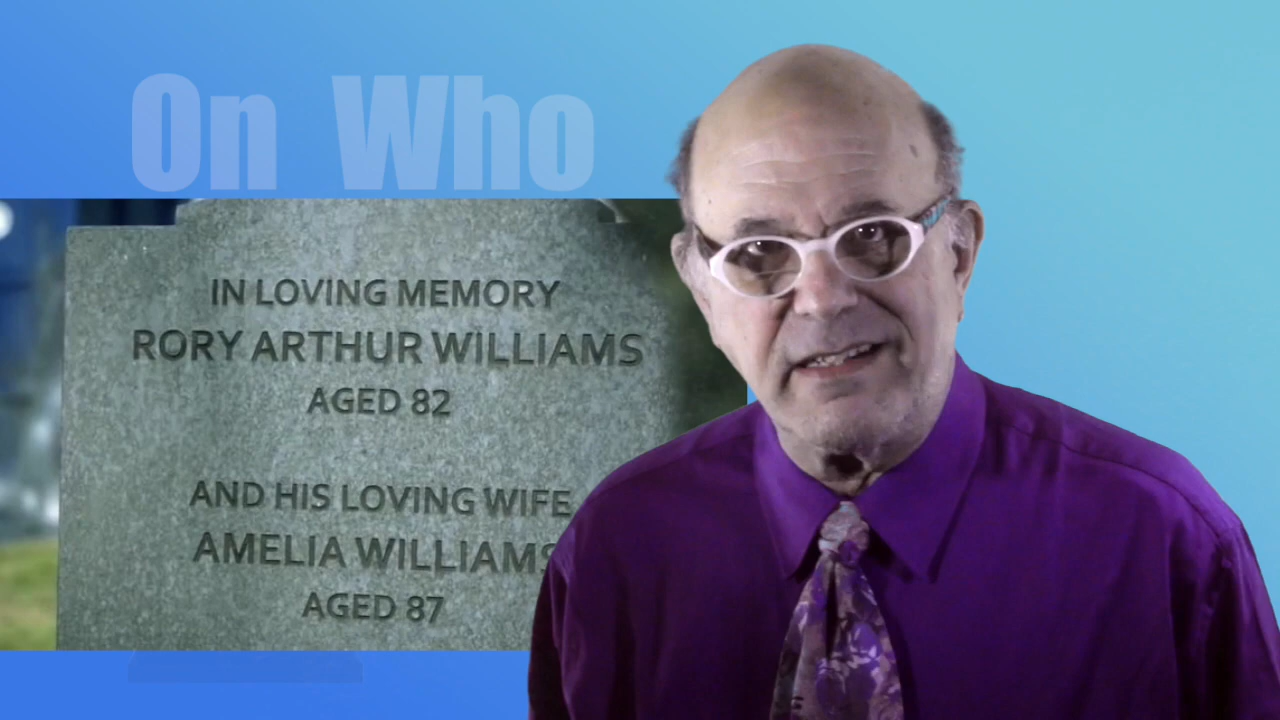 On Who
IN LOVING MEMORY
RORY ARTHUR WILLIAMS
AGED 82
AND HIS LOVING WIFE
AMELIA WILLIAMS
AGED 87